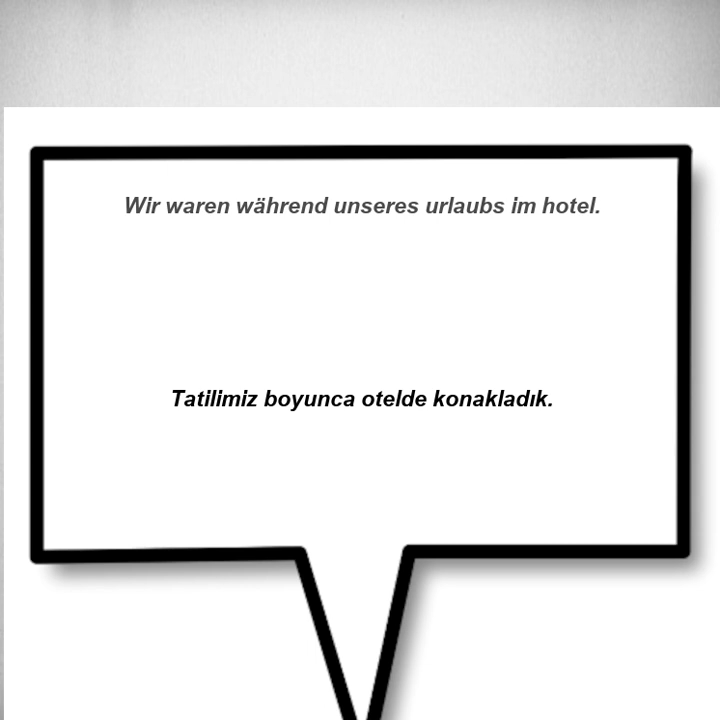 Wir waren während unseres urlaubs im hotel.
Tatilimiz boyunca otelde konakladık.